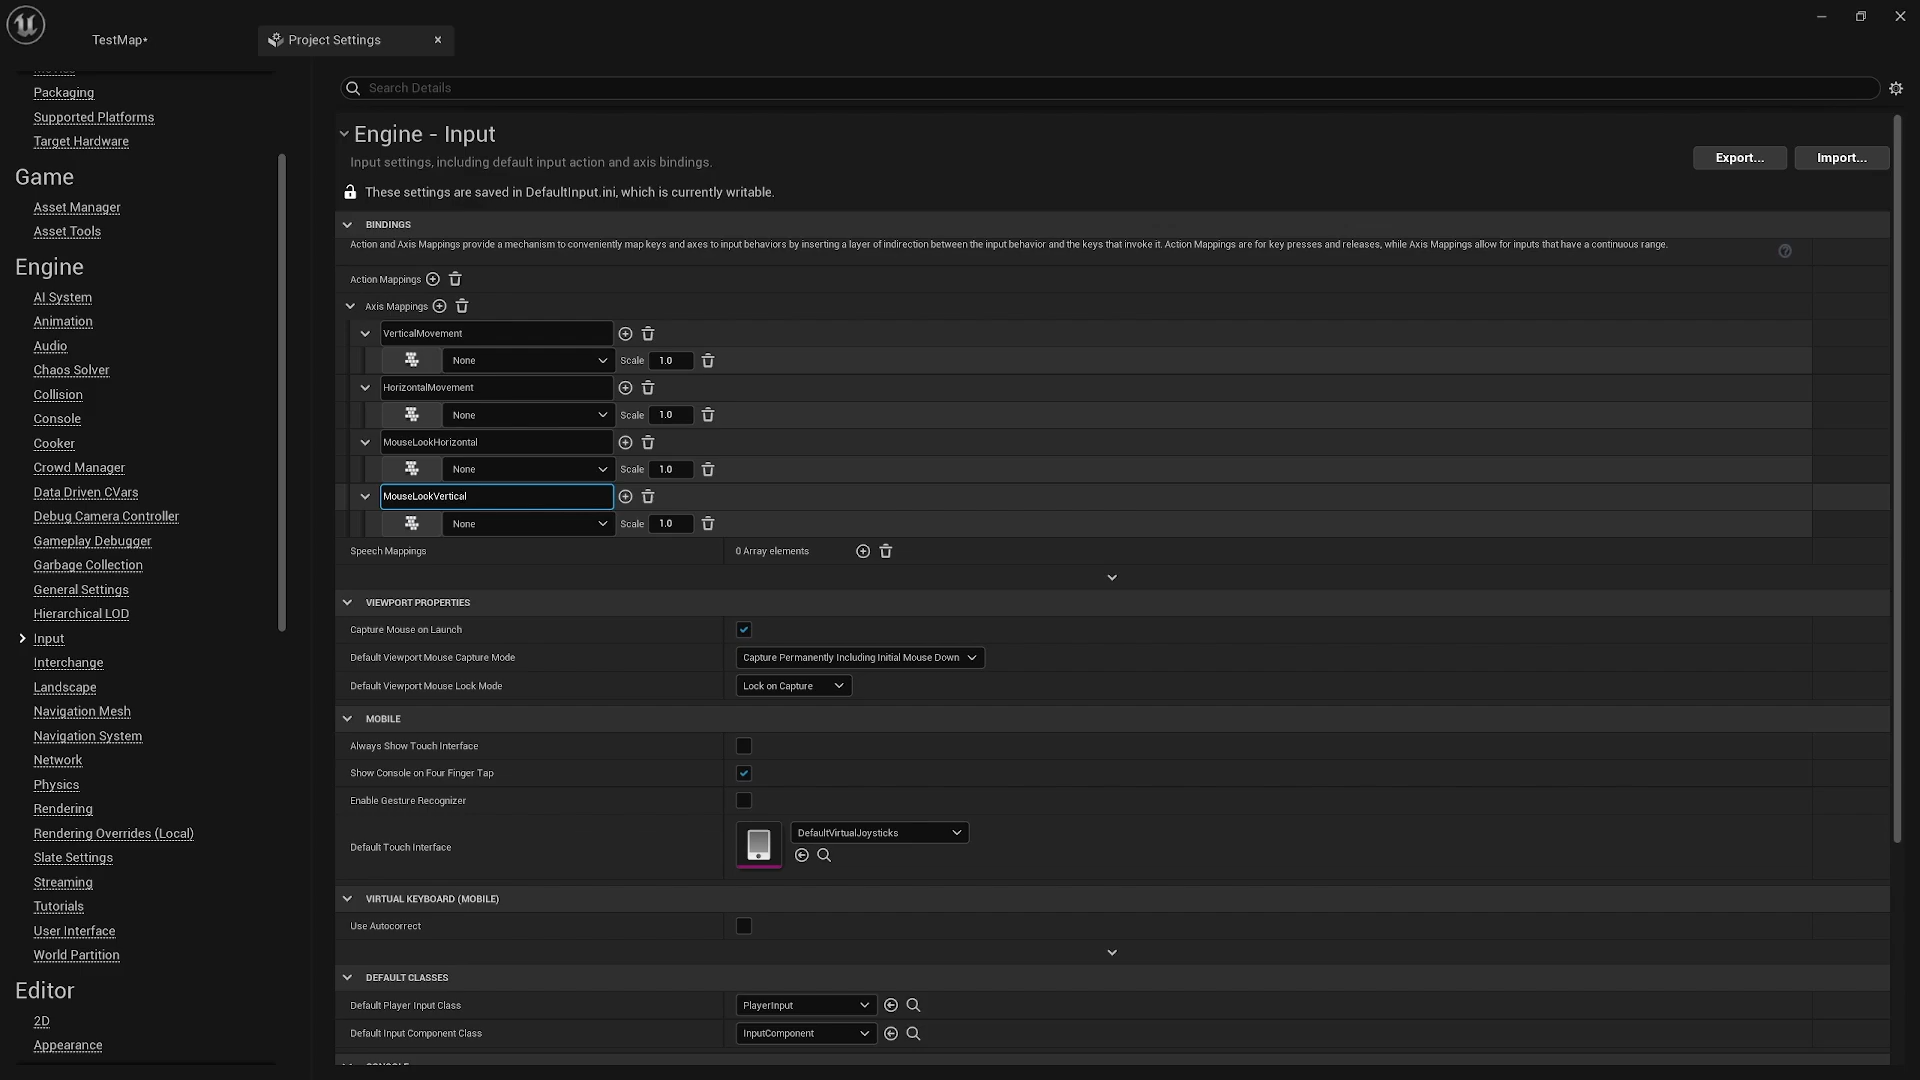 TestMap•
Project Settings
Packaging
Supported Platforms
Target Hardware
Game
Asset Manager
Asset Tools
Engine
AI System
Animation
Audio
Chaos Solver
Collision
Console
Cooker
Crowd Manager
Data Driven CVars
Debug Camera Controller
Gameplay Debugger
Garbage Collection
General Settings
Hierarchical LOD
Input
Interchange
Landscape
Navigation Mesh
Navigation System
Network
Physics
Rendering
Rendering Overrides (Local)
Slate Settings
Streaming
Tutorials
User Interface
World Partition
Editor
2D
Appearance
Search Details
Engine - Input
Input settings, including default input action and axis bindings.
Export...
Import...
These settings are saved in DefaultInput.ini, which is currently writable.
BINDINGS
Action and Axis Mappings provide a mechanism to conveniently map keys and axes to input behaviors by inserting a layer of indirection between the input behavior and the keys that invoke it. Action Mappings are for key presses and releases, while Axis Mappings allow for inputs that have a continuous range.
Action Mappings
Axis Mappings
VerticalMovement
None Scale 1.0
HorizontalMovement
None Scale 1.0
MouseLookHorizontal
None Scale 1.0
MouseLookVertical
None Scale 1.0
Speech Mappings 0 Array elements
VIEWPORT PROPERTIES
Capture Mouse on Launch
Default Viewport Mouse Capture Mode Capture Permanently Including Initial Mouse Down
Default Viewport Mouse Lock Mode Lock on Capture
MOBILE
Always Show Touch Interface
Show Console on Four Finger Tap
Enable Gesture Recognizer
Default Touch Interface DefaultVirtualJoysticks
VIRTUAL KEYBOARD (MOBILE)
Use Autocorrect
DEFAULT CLASSES
Default Player Input Class PlayerInput
Default Input Component Class InputComponent